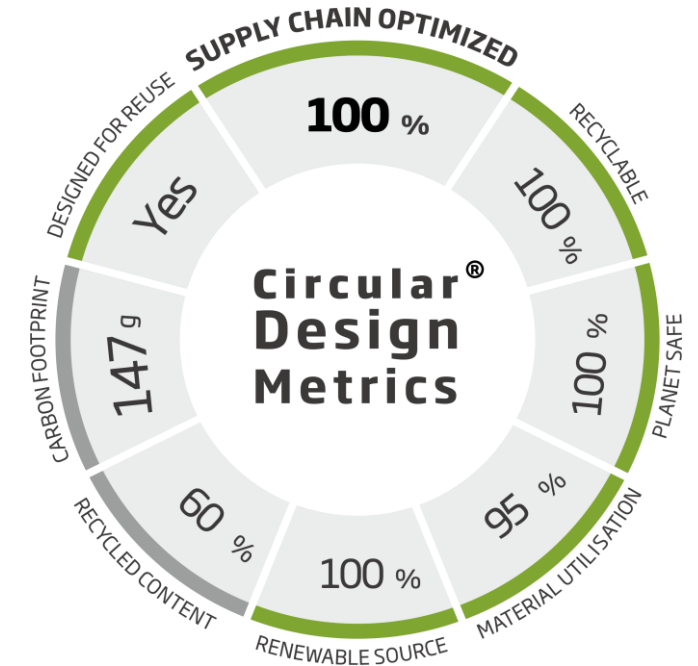 SUPPLY CHAIN OPTIMIZED
100 %
RECYCLABLE
100 %
PLANET SAFE
100 %
MATERIAL UTILISATION
95 %
RENEWABLE SOURCE
100 %
RECYCLED CONTENT
60 %
CARBON FOOTPRINT
147 g
DESIGNED FOR REUSE
Yes
Circular®
Design
Metrics